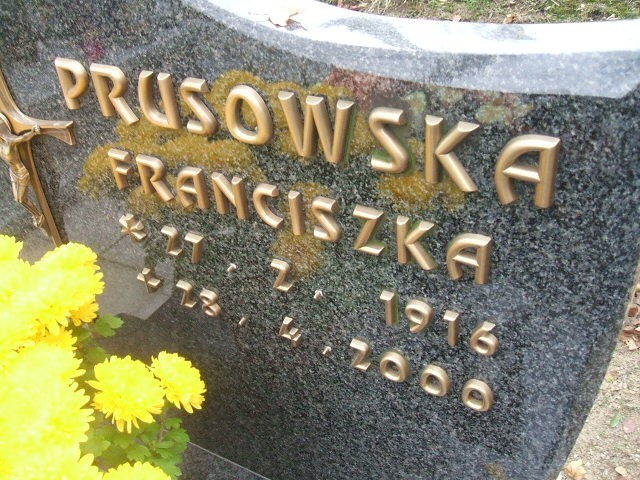 PRUSOWSKA
FRANCISZKA
* 27. 2. 1916
✝ 28. 4. 2000